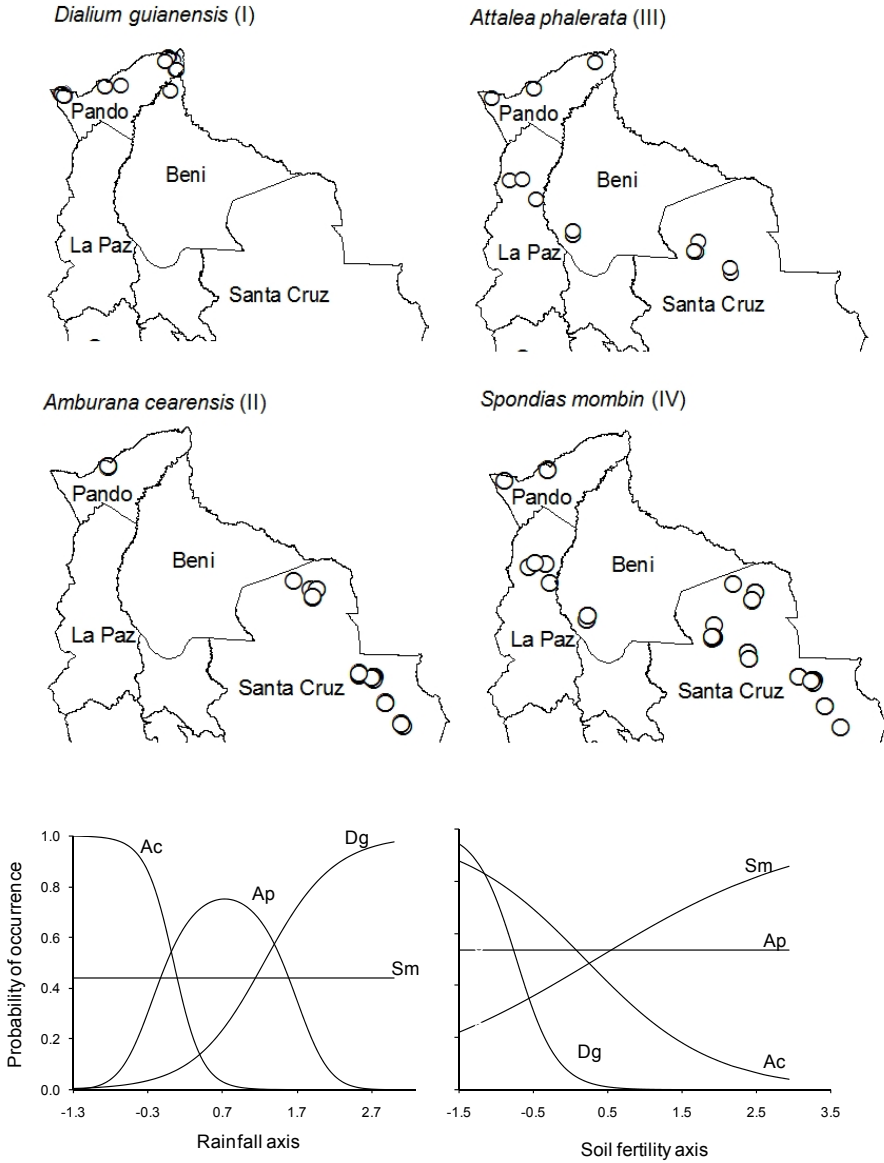 Dialium guianensis (I)
Attalea phalerata (III)
Pando
Beni
La Paz
Santa Cruz
Pando
Beni
La Paz
Santa Cruz
Amburana cearensis (II)
Spondias mombin (IV)
Pando
Beni
La Paz
Santa Cruz
Pando
Beni
La Paz
Santa Cruz
Probability of occurrence
1.0
0.8
0.6
0.4
0.2
0.0
Ac
Dg
Ap
Sm
-1.3 -0.3 0.7 1.7 2.7
Rainfall axis
Sm
Ap
Dg
Ac
-1.5 -0.5 0.5 1.5 2.5 3.5
Soil fertility axis